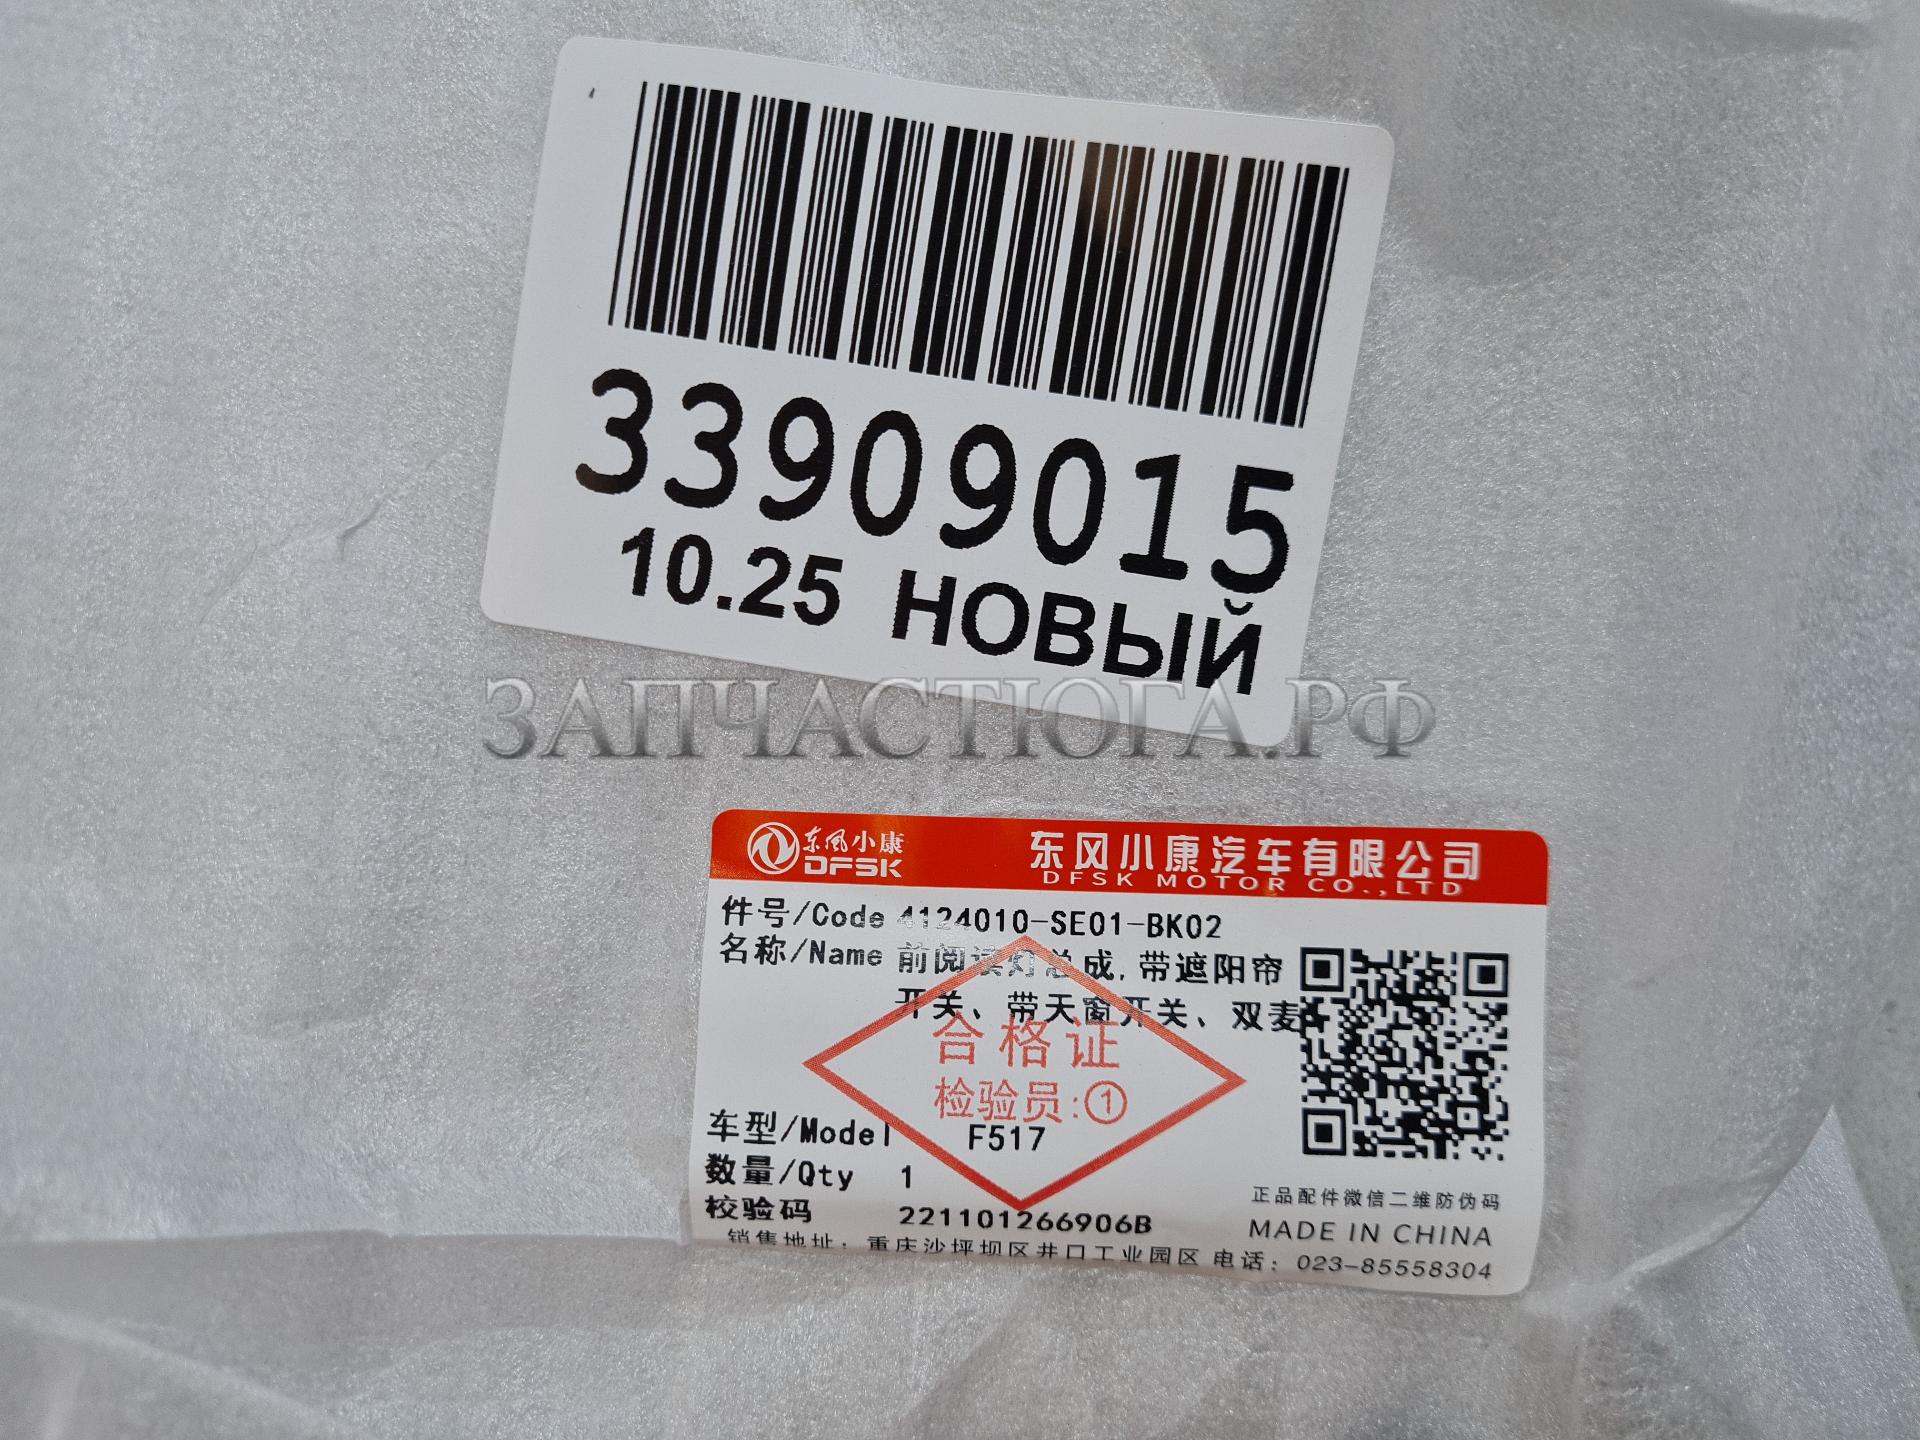 33909015
10.25 НОВЫЙ
ЗАПЧАСТЮГА.РФ
东风小康 东风小康汽车有限公司
DFSK DFSK MOTOR CO.,LTD
件号/Code 4124010-SE01-BK02
名称/Name 前阅读灯总成,带遮阳帘
开关、带天窗开关、双麦
合格证
检验员:①
车型/Model F517
数量/Qty 1
校验码 221101266906B
正品配件微信二维防伪码
MADE IN CHINA
销售地址：重庆沙坪坝区井口工业园区 电话：023-85558304